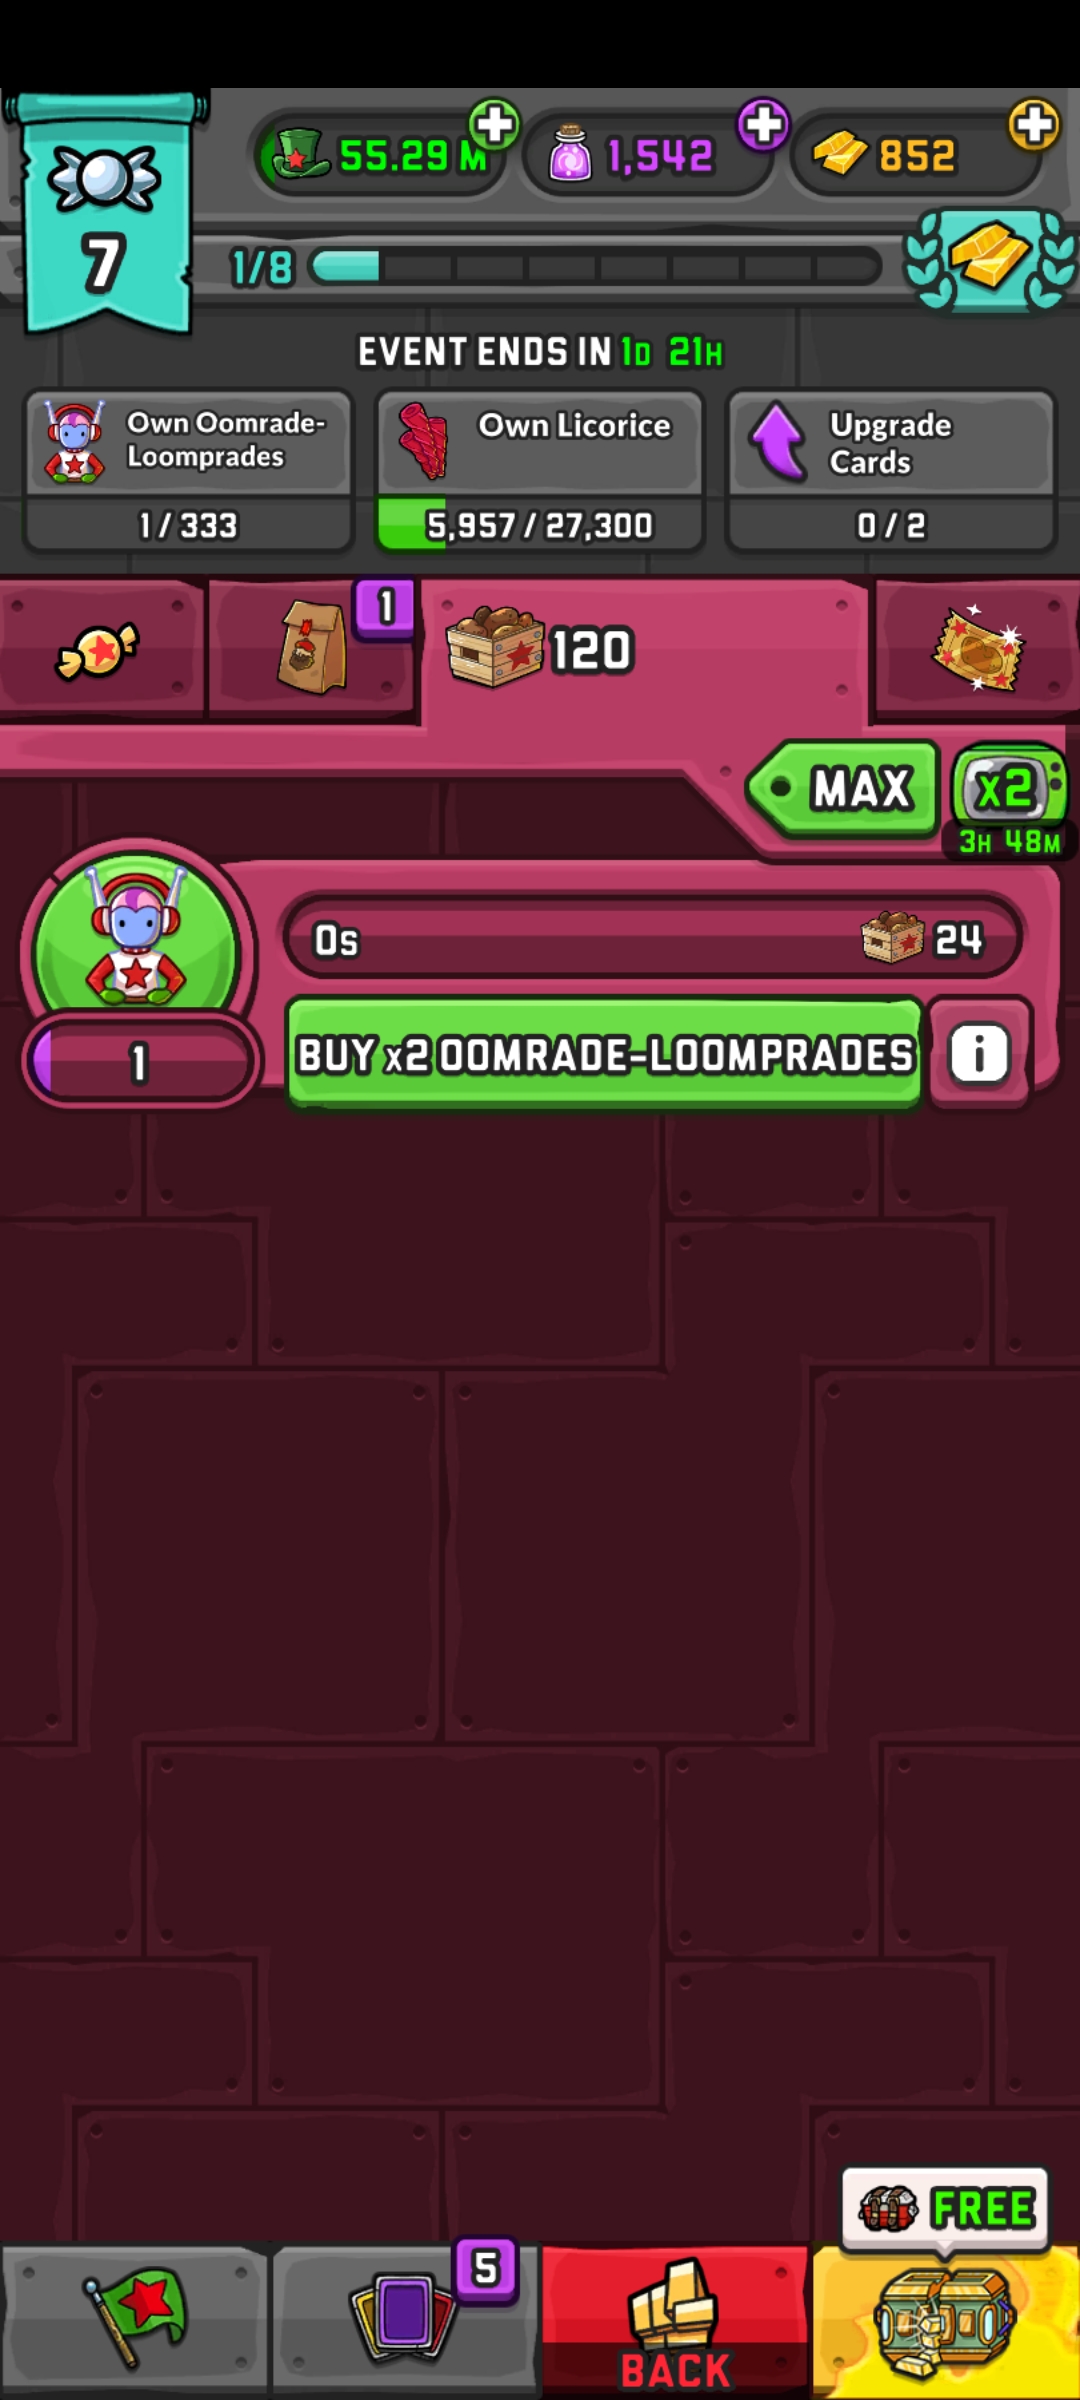 55.29 M
1,542
852
7
1/8
EVENT ENDS IN 1D 21H
Own Oomrade-
Loomprades
1 / 333
Own Licorice
5,957 / 27,300
Upgrade
Cards
0 / 2
1
120
MAX
x2
3H 48M
0s
24
1
BUY x2 OOMRADE-LOOMPRADES
i
FREE
5
BACK